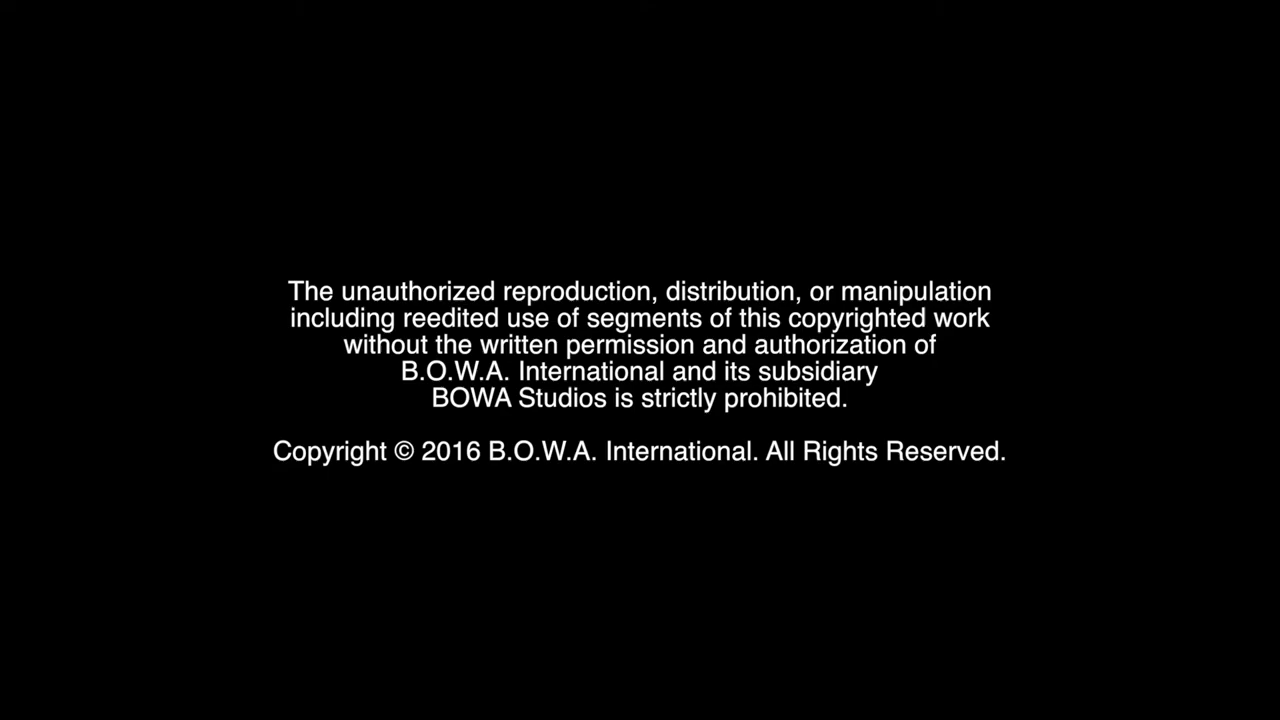 The unauthorized reproduction, distribution, or manipulation
including reedited use of segments of this copyrighted work
without the written permission and authorization of
B.O.W.A. International and its subsidiary
BOWA Studios is strictly prohibited.
Copyright © 2016 B.O.W.A. International. All Rights Reserved.